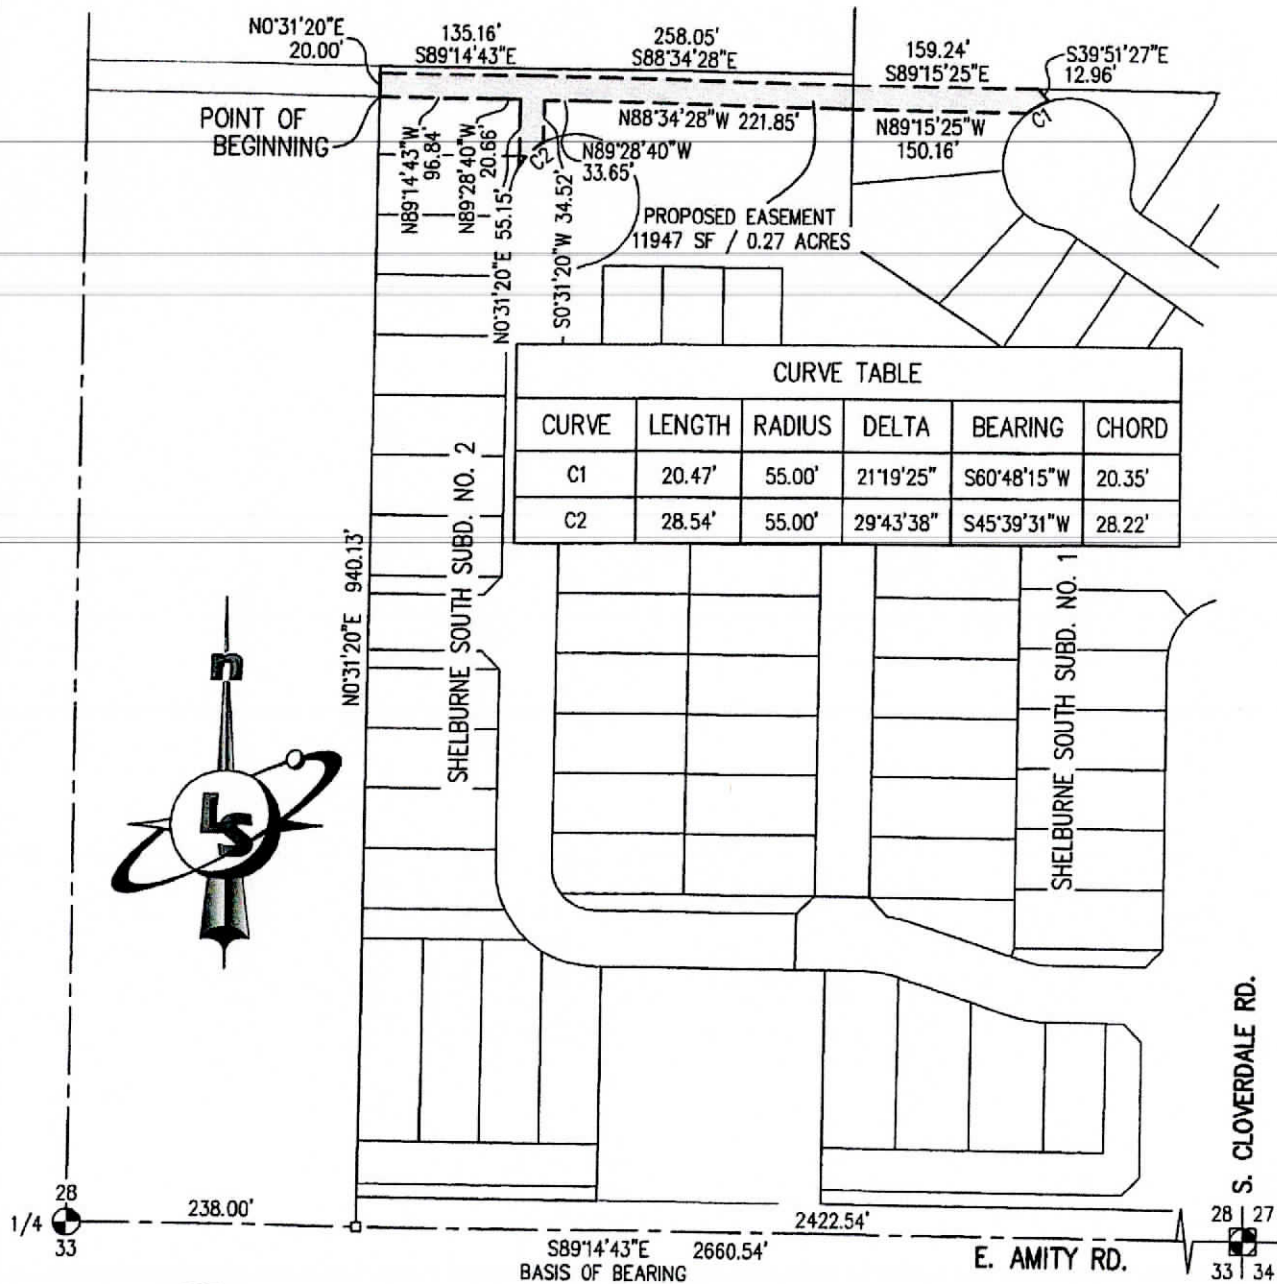 N0°31'20"E
20.00'
135.16'
S89°14'43"E
258.05'
S88°34'28"E
159.24'
S89°15'25"E
S39°51'27"E
12.96'
POINT OF
BEGINNING
N89°14'43"W
96.84'
N89°28'40"W
20.66'
C2
N89°28'40"W
33.65'
N88°34'28"W 221.85'
N89°15'25"W
150.16'
C1
N0°31'20"E 55.15'
S0°31'20"W 34.52'
PROPOSED EASEMENT
11947 SF / 0.27 ACRES
CURVE TABLE
CURVE LENGTH RADIUS DELTA BEARING CHORD
C1 20.47' 55.00' 21°19'25" S60°48'15"W 20.35'
C2 28.54' 55.00' 29°43'38" S45°39'31"W 28.22'
N0°31'20"E 940.13'
SHELBURNE SOUTH SUBD. NO. 2
SHELBURNE SOUTH SUBD. NO. 1
n
LS
S. CLOVERDALE RD.
28
1/4
33
238.00'
2422.54'
S89°14'43"E 2660.54'
BASIS OF BEARING
E. AMITY RD.
28 27
33 34